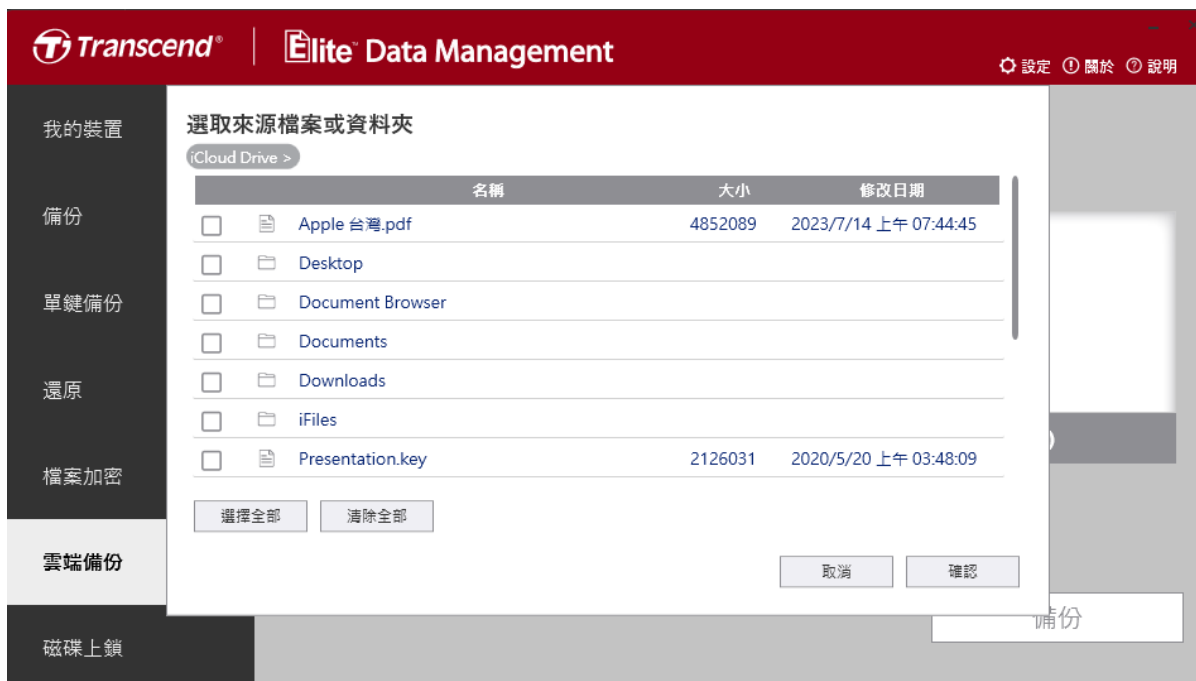 Transcend® Elite™ Data Management
設定 關於 說明
我的裝置
備份
單鍵備份
還原
檔案加密
雲端備份
磁碟上鎖
選取來源檔案或資料夾
iCloud Drive >
名稱 大小 修改日期
Apple 台灣.pdf 4852089 2023/7/14 上午 07:44:45
Desktop
Document Browser
Documents
Downloads
iFiles
Presentation.key 2126031 2020/5/20 上午 03:48:09
選擇全部 清除全部
取消 確認
)
備份